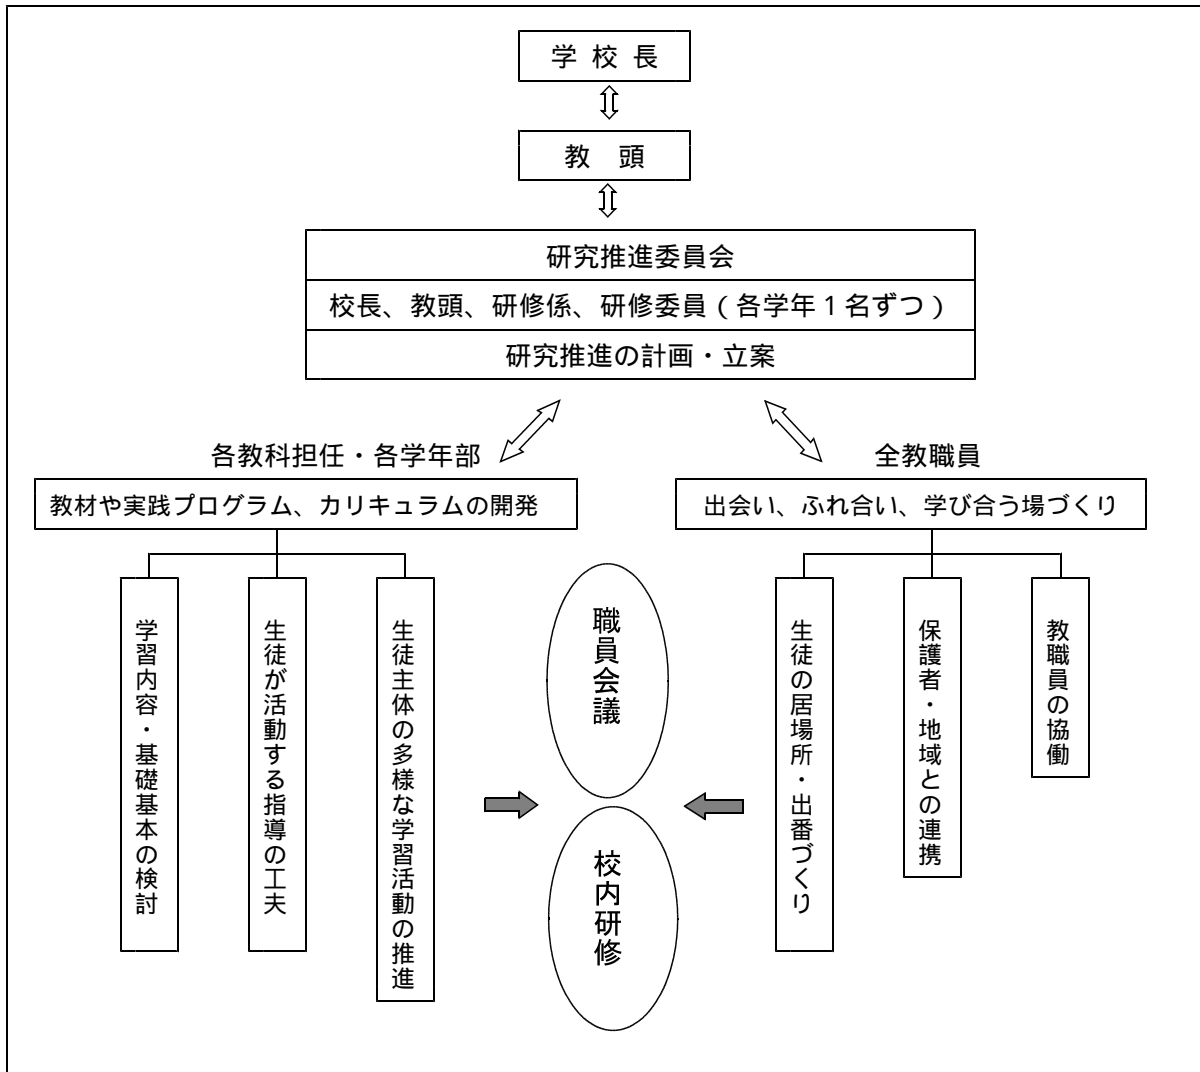 学 校 長
教　頭
研究推進委員会
校長、教頭、研修係、研修委員（各学年１名ずつ）
研究推進の計画・立案
各教科担任・各学年部
教材や実践プログラム、カリキュラムの開発
学習内容・基礎基本の検討
生徒が活動する指導の工夫
生徒主体の多様な学習活動の推進
職員会議
校内研修
全教職員
出会い、ふれ合い、学び合う場づくり
生徒の居場所・出番づくり
保護者・地域との連携
教職員の協働